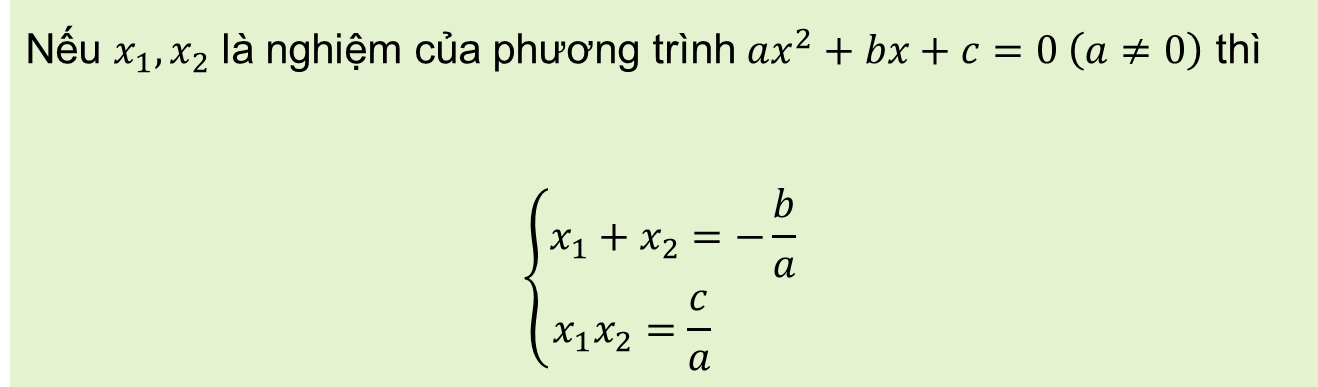 Nếu x₁, x₂ là nghiệm của phương trình ax² + bx + c = 0 (a ≠ 0) thì
{ x₁ + x₂ = −b/a
x₁x₂ = c/a